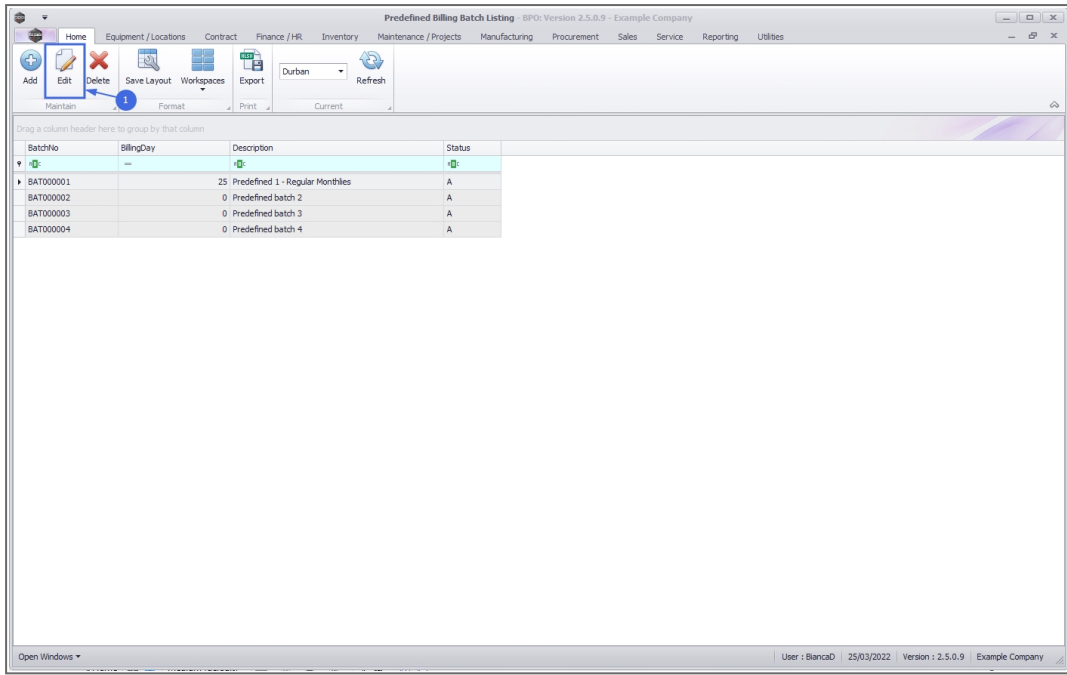 Predefined Billing Batch Listing - BPO: Version 2.5.0.9 - Example Company
Home Equipment / Locations Contract Finance / HR Inventory Maintenance / Projects Manufacturing Procurement Sales Service Reporting Utilities
Add Edit Delete Save Layout Workspaces Export Durban Refresh
1
Maintain Format Print Current
Drag a column header here to group by that column
BatchNo BillingDay Description Status
BAT000001 25 Predefined 1 - Regular Monthlies A
BAT000002 0 Predefined batch 2 A
BAT000003 0 Predefined batch 3 A
BAT000004 0 Predefined batch 4 A
Open Windows User : BiancaD 25/03/2022 Version : 2.5.0.9 Example Company